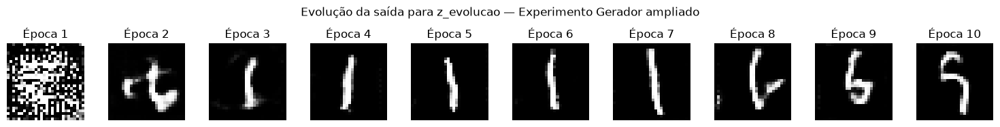 Evolução da saída para z_evolucao — Experimento Gerador ampliado
Época 1 Época 2 Época 3 Época 4 Época 5 Época 6 Época 7 Época 8 Época 9 Época 10